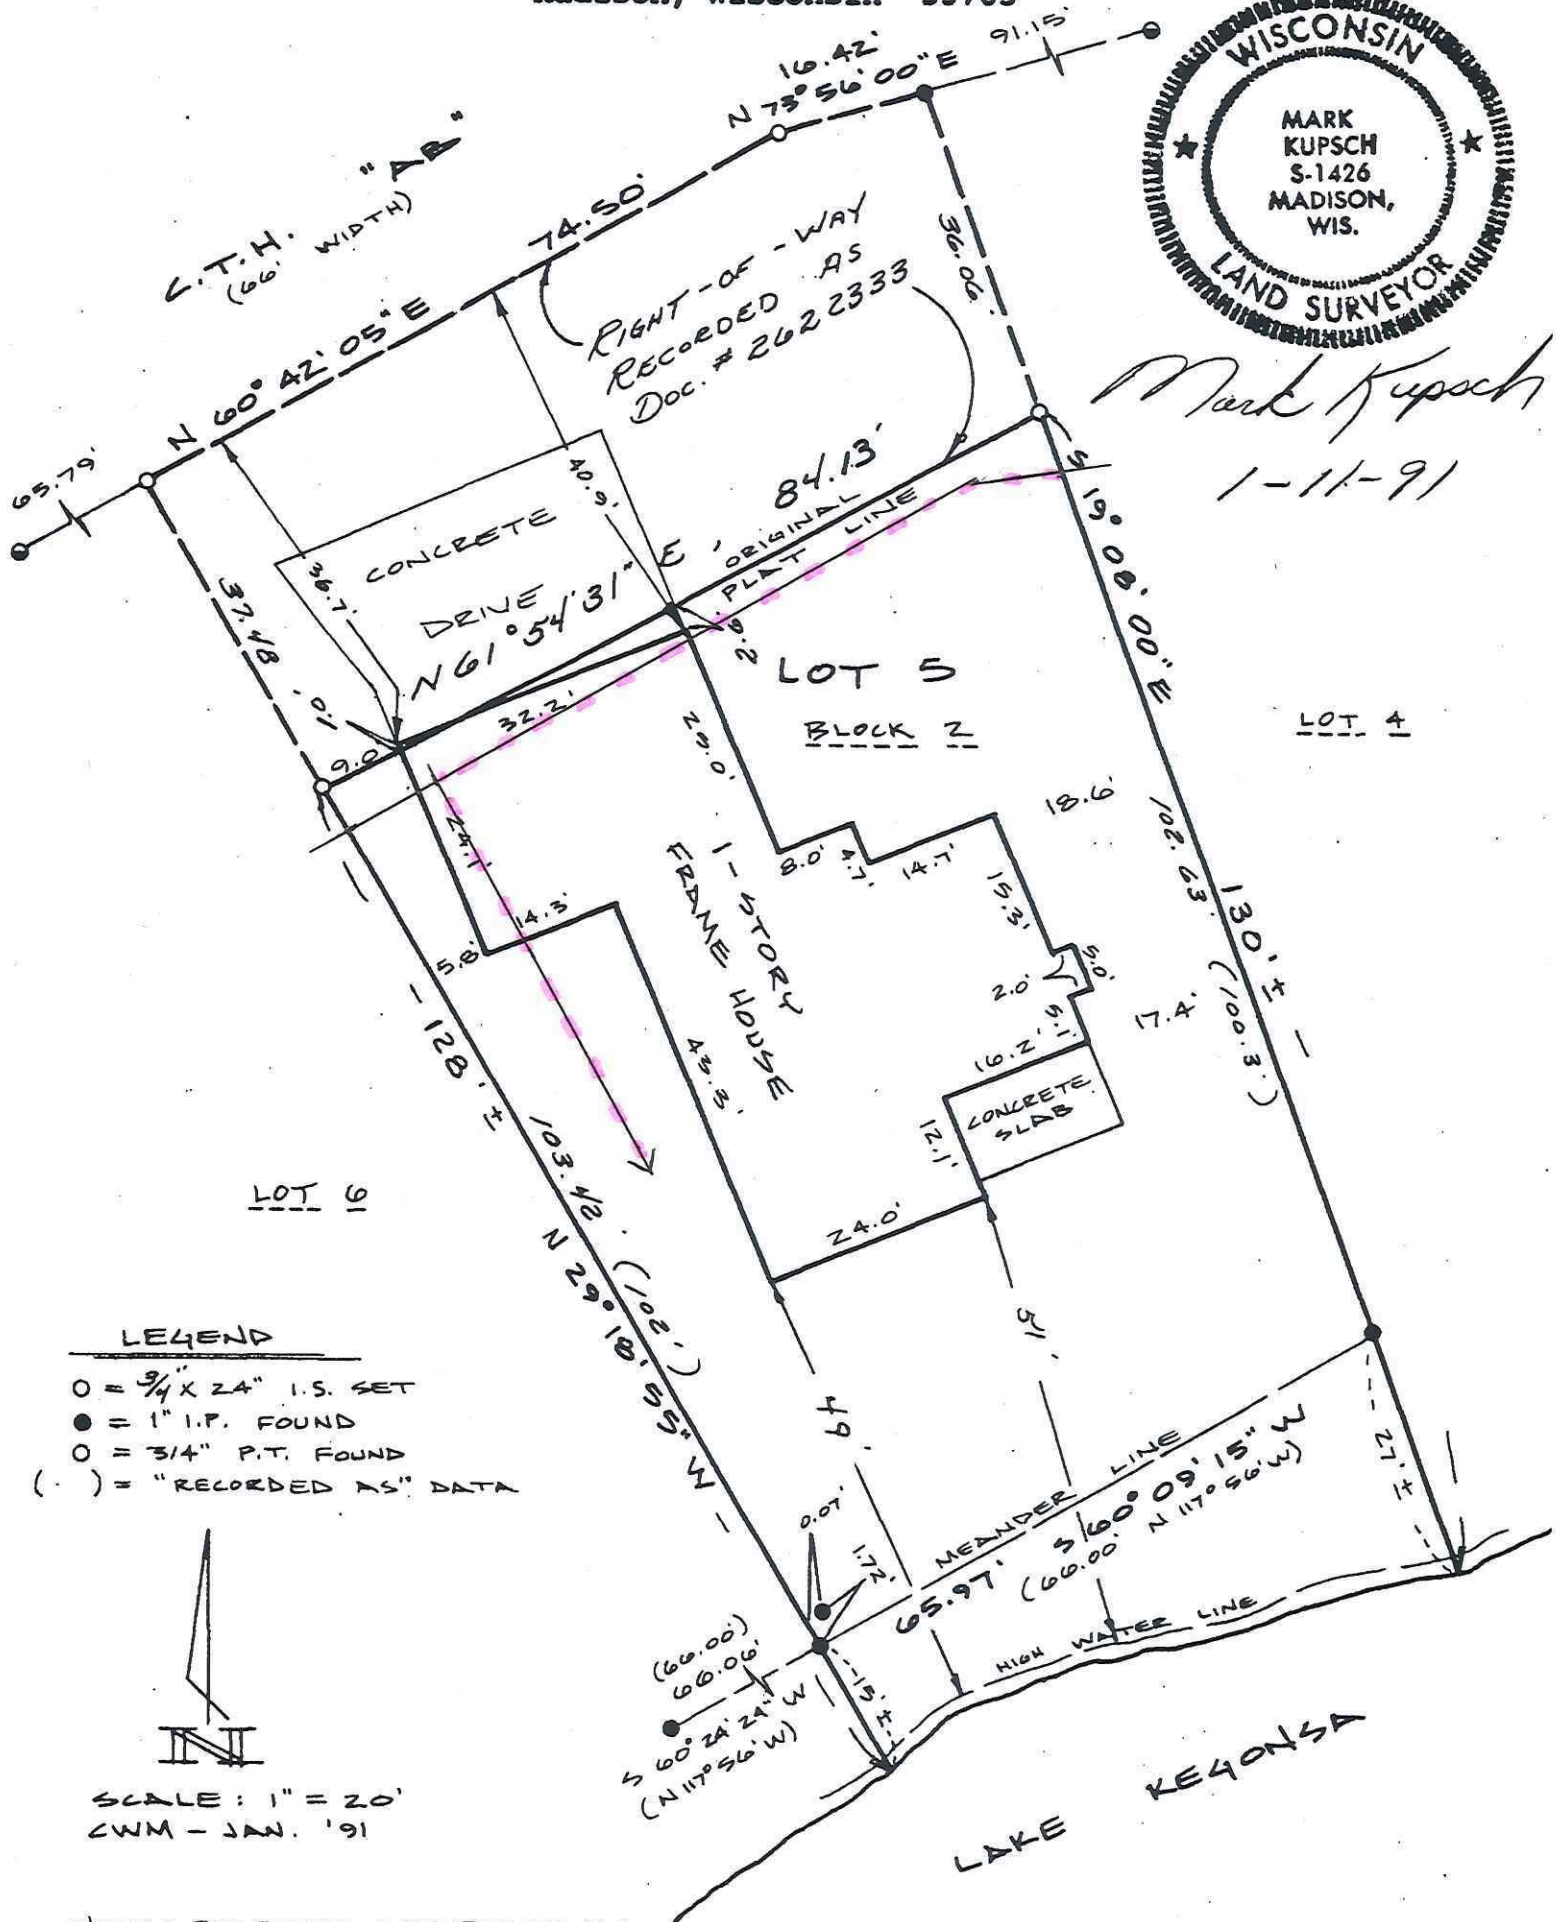 WISCONSIN
MARK
KUPSCH
S-1426
MADISON,
WIS.
LAND SURVEYOR
Mark Kupsch
1-11-91
91.15'
16.42'
N 73° 56' 00" E
C.T.H. "AB"
(66' WIDTH)
74.50'
N 60° 42' 05" E
65.79'
RIGHT-OF-WAY
RECORDED AS
DOC. # 2622333
36.06'
40.9'
84.13'
ORIGINAL
PLAT LINE
CONCRETE
DRIVE
36.7'
37.48'
N 61° 54' 31" E
S 19° 08' 00" E
1.0'
9.0'
32.2'
2.9'
LOT 5
BLOCK 2
LOT 4
29.0'
24.1'
18.6'
102.63'
130' ±
(100.3')
8.0'
4.7'
14.7'
15.3'
1-STORY
FRAME HOUSE
14.3'
5.8'
5.0'
2.0'
5.1'
17.4'
128' ±
43.3'
16.2'
CONCRETE
SLAB
12.1'
103.42'
(102')
N 29° 18' 55" W
LOT 6
24.0'
51'
49'
LEGEND
O = 3/4" X 24" I.S. SET
● = 1" I.P. FOUND
O = 3/4" P.T. FOUND
( ) = "RECORDED AS" DATA
27' ±
MEANDER LINE
65.97' S 60° 09' 15" W
(66.00' N 117° 56' W)
0.07'
1.72'
HIGH WATER LINE
(66.00')
66.06'
S 60° 24' 24" W
(N 117° 56' W)
15' ±
N
SCALE: 1" = 20'
CWM - JAN. '91
LAKE KEGONSA